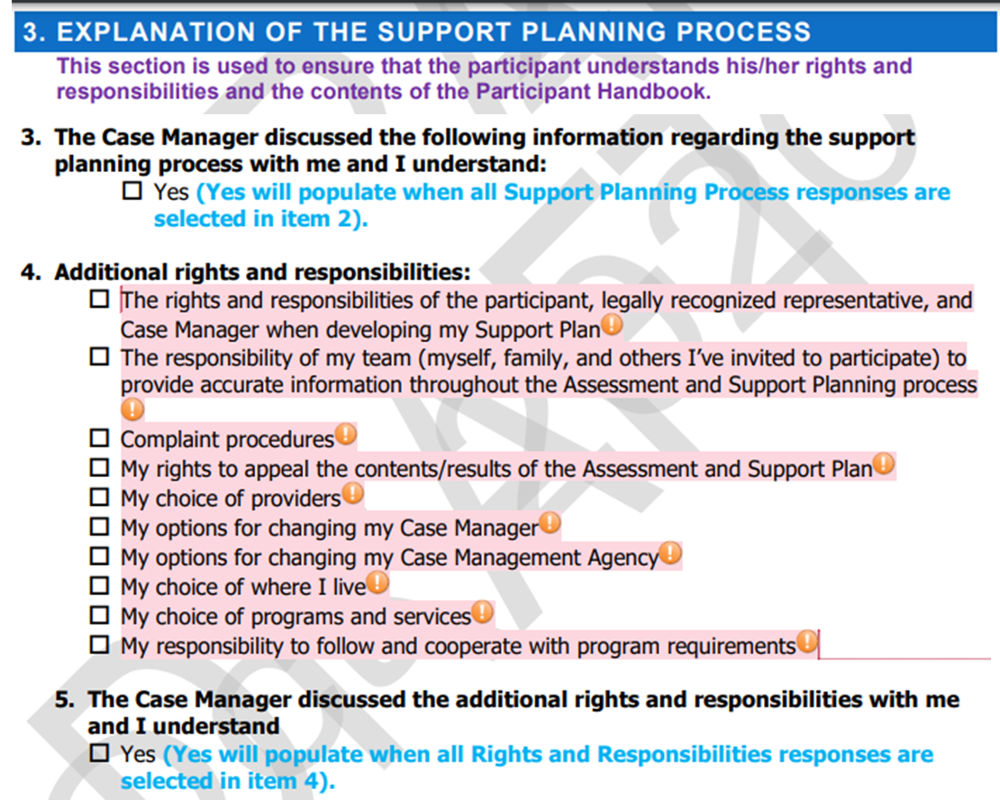 3. EXPLANATION OF THE SUPPORT PLANNING PROCESS
This section is used to ensure that the participant understands his/her rights and
responsibilities and the contents of the Participant Handbook.
3. The Case Manager discussed the following information regarding the support
planning process with me and I understand:
☐ Yes (Yes will populate when all Support Planning Process responses are
selected in item 2).
4. Additional rights and responsibilities:
☐ The rights and responsibilities of the participant, legally recognized representative, and
Case Manager when developing my Support Plan!
☐ The responsibility of my team (myself, family, and others I’ve invited to participate) to
provide accurate information throughout the Assessment and Support Planning process
!
☐ Complaint procedures!
☐ My rights to appeal the contents/results of the Assessment and Support Plan!
☐ My choice of providers!
☐ My options for changing my Case Manager!
☐ My options for changing my Case Management Agency!
☐ My choice of where I live!
☐ My choice of programs and services!
☐ My responsibility to follow and cooperate with program requirements!
5. The Case Manager discussed the additional rights and responsibilities with me
and I understand
☐ Yes (Yes will populate when all Rights and Responsibilities responses are
selected in item 4).